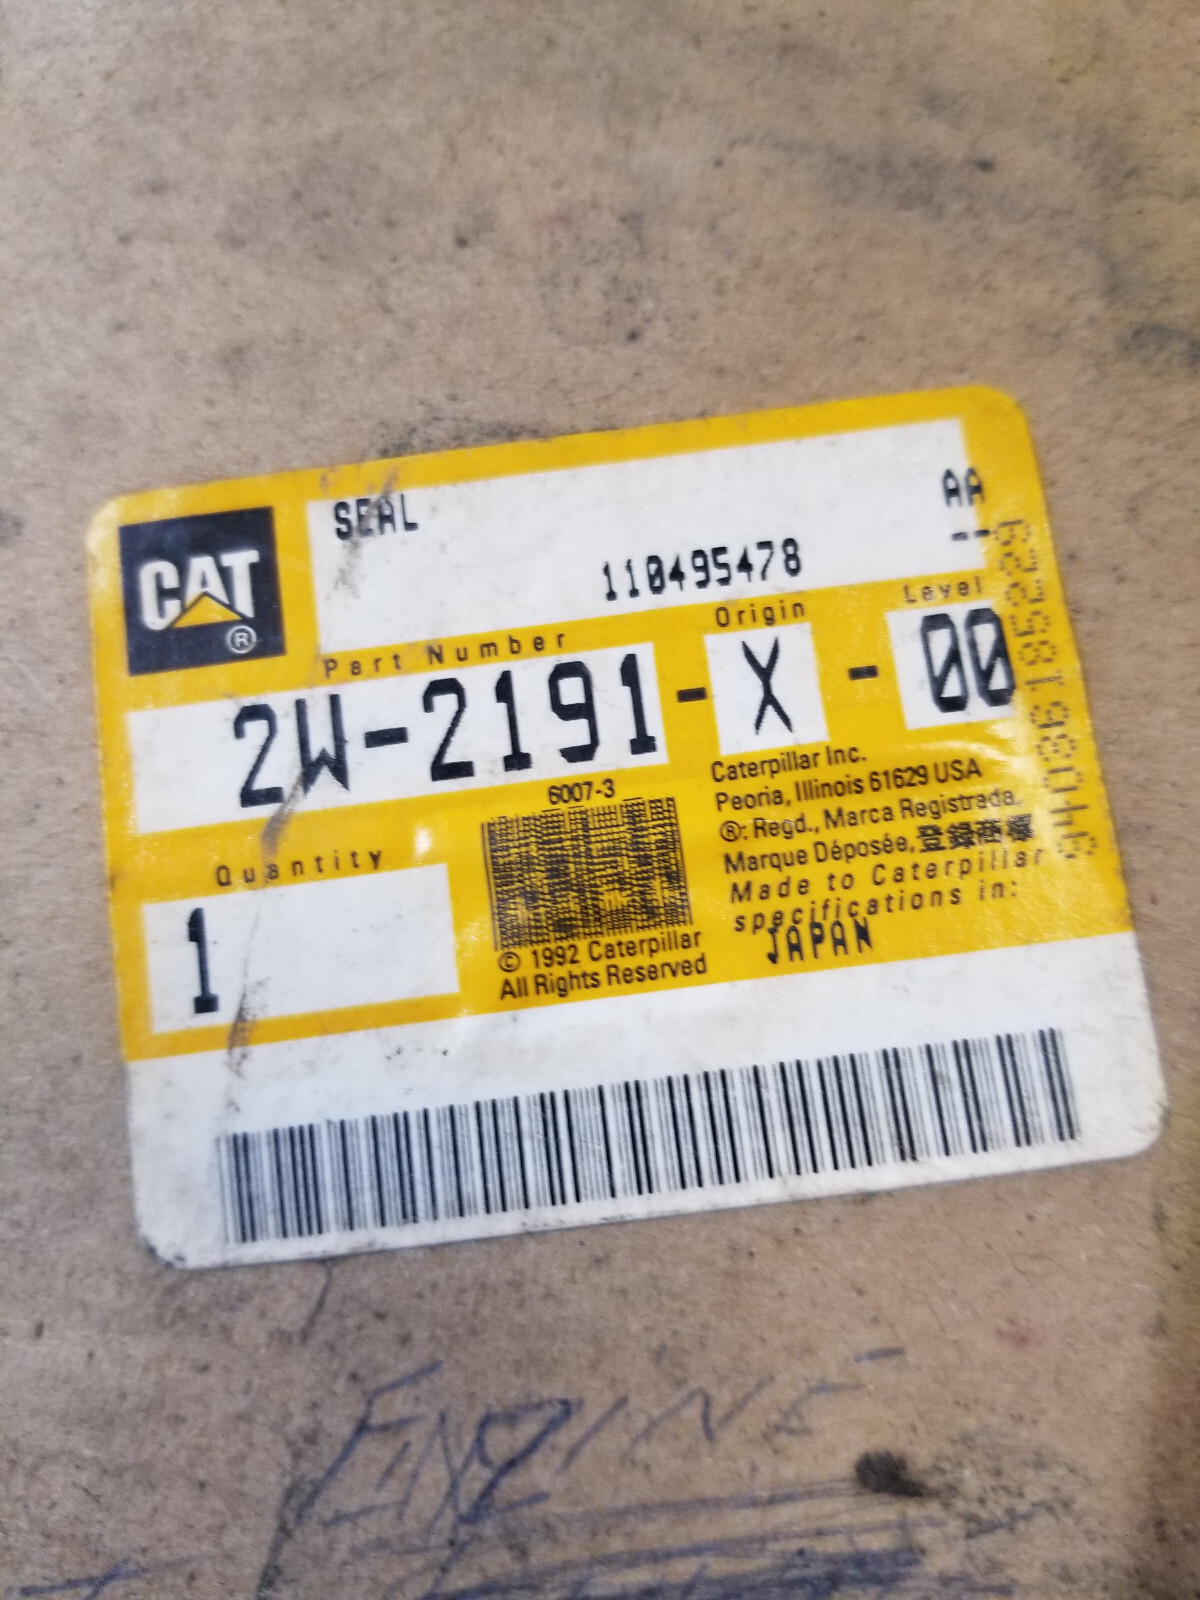 SEAL
AA
--
110495478
CAT
®
Part Number
Origin
Level
2W-2191-X-00
Quantity
1
6007-3
© 1992 Caterpillar
All Rights Reserved
Caterpillar Inc.
Peoria, Illinois 61629 USA
®: Regd., Marca Registrada,
Marque Déposée, 登録商標
Made to Caterpillar
specifications in:
JAPAN
ENGINE